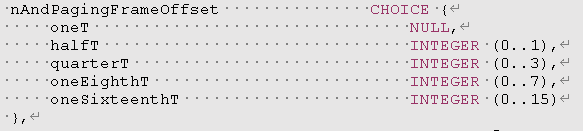 nAndPagingFrameOffset CHOICE {
oneT NULL,
halfT INTEGER (0..1),
quarterT INTEGER (0..3),
oneEighthT INTEGER (0..7),
oneSixteenthT INTEGER (0..15)
},